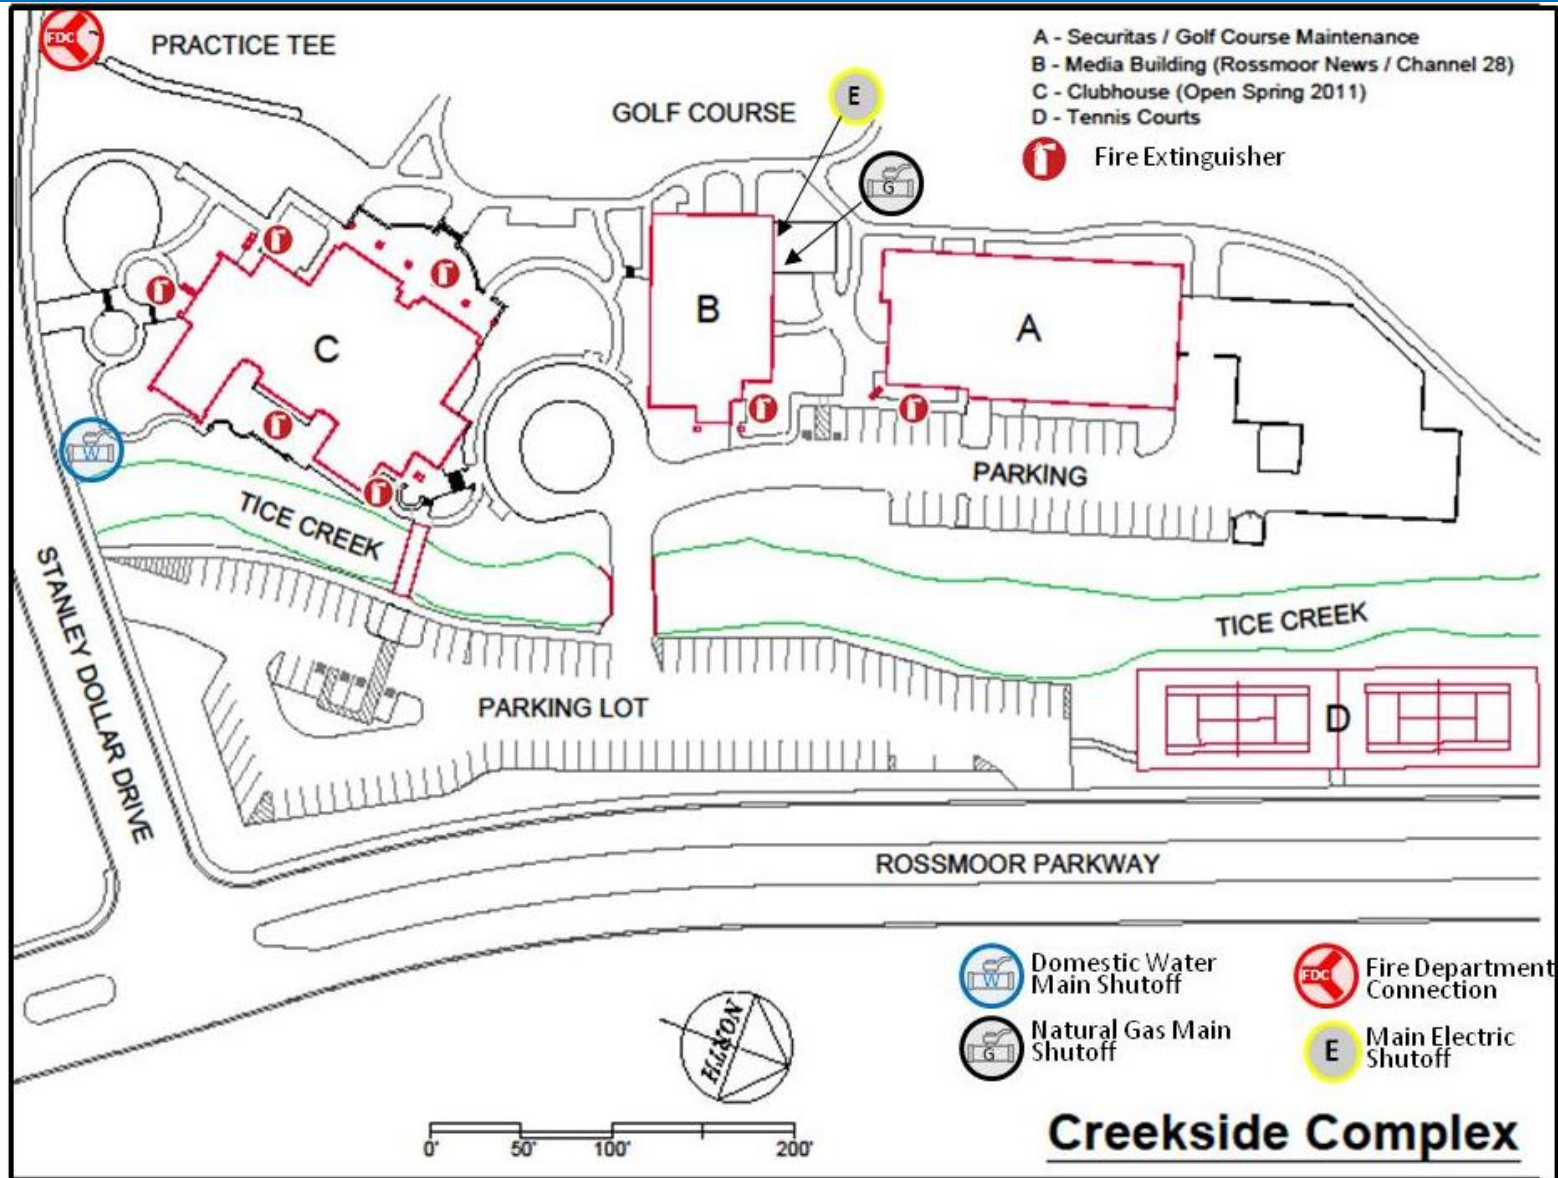 FDC
PRACTICE TEE
GOLF COURSE
E
G
A - Securitas / Golf Course Maintenance
B - Media Building (Rossmoor News / Channel 28)
C - Clubhouse (Open Spring 2011)
D - Tennis Courts
Fire Extinguisher
B
A
C
W
PARKING
TICE CREEK
STANLEY DOLLAR DRIVE
TICE CREEK
PARKING LOT
D
ROSSMOOR PARKWAY
W
Domestic Water
Main Shutoff
FDC
Fire Department
Connection
G
Natural Gas Main
Shutoff
E
Main Electric
Shutoff
NORTH
0' 50' 100' 200'
Creekside Complex